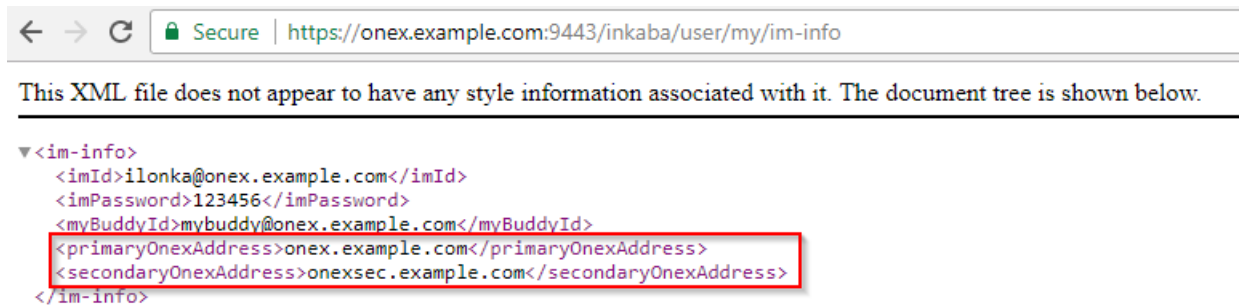 Secure | https://onex.example.com:9443/inkaba/user/my/im-info
This XML file does not appear to have any style information associated with it. The document tree is shown below.
▼<im-info>
<imId>ilonka@onex.example.com</imId>
<imPassword>123456</imPassword>
<myBuddyId>mybuddy@onex.example.com</myBuddyId>
<primaryOnexAddress>onex.example.com</primaryOnexAddress>
<secondaryOnexAddress>onexsec.example.com</secondaryOnexAddress>
</im-info>